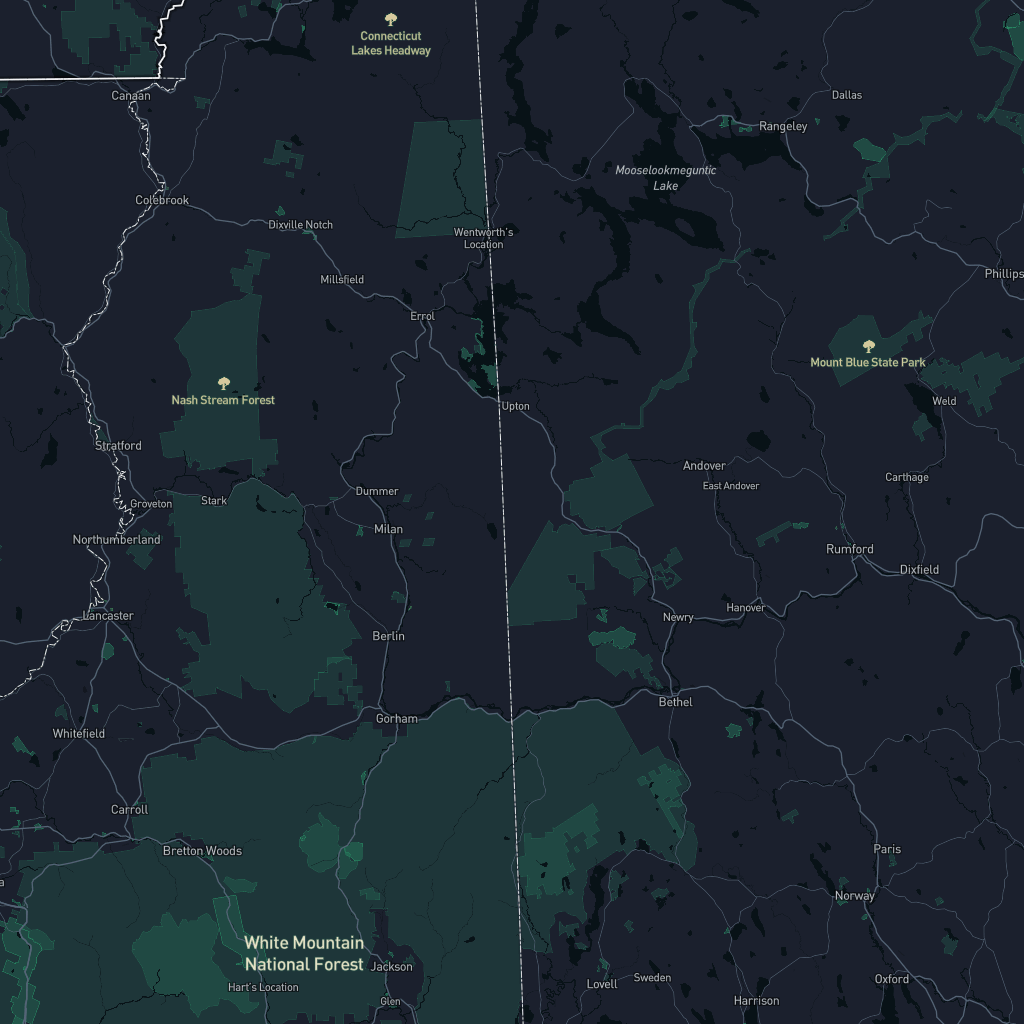 Connecticut
Lakes Headway
Canaan
Dallas
Rangeley
Mooselookmeguntic
Lake
Colebrook
Dixville Notch
Wentworth's
Location
Millsfield
Phillips
Errol
Mount Blue State Park
Nash Stream Forest
Weld
Upton
Stratford
Andover
East Andover
Carthage
Dummer
Stark
Groveton
Milan
Northumberland
Rumford
Dixfield
Lancaster
Hanover
Newry
Berlin
Bethel
Gorham
Whitefield
Carroll
Bretton Woods
Paris
a
Norway
White Mountain
National Forest
Jackson
Hart's Location
Sweden
Lovell
Oxford
Glen
Harrison